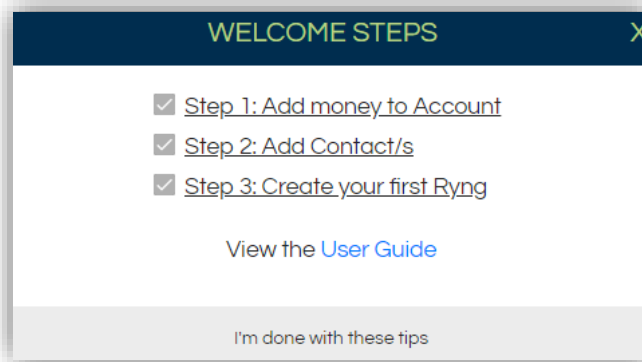 WELCOME STEPS X
Step 1: Add money to Account
Step 2: Add Contact/s
Step 3: Create your first Ryng
View the User Guide
I'm done with these tips